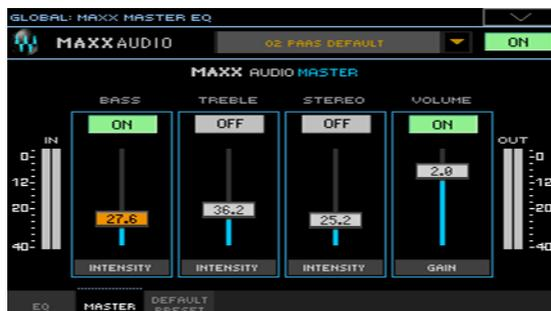 GLOBAL: MAXX MASTER EQ
MAXXAUDIO 02 PA4S DEFAULT ON
MAXX AUDIO MASTER
BASS TREBLE STEREO VOLUME
ON OFF OFF ON
IN OUT
0 0
-12 -12
-20 -20
-40 -40
2.0
36.2
27.6 25.2
INTENSITY INTENSITY INTENSITY GAIN
EQ MASTER DEFAULT
PRESET